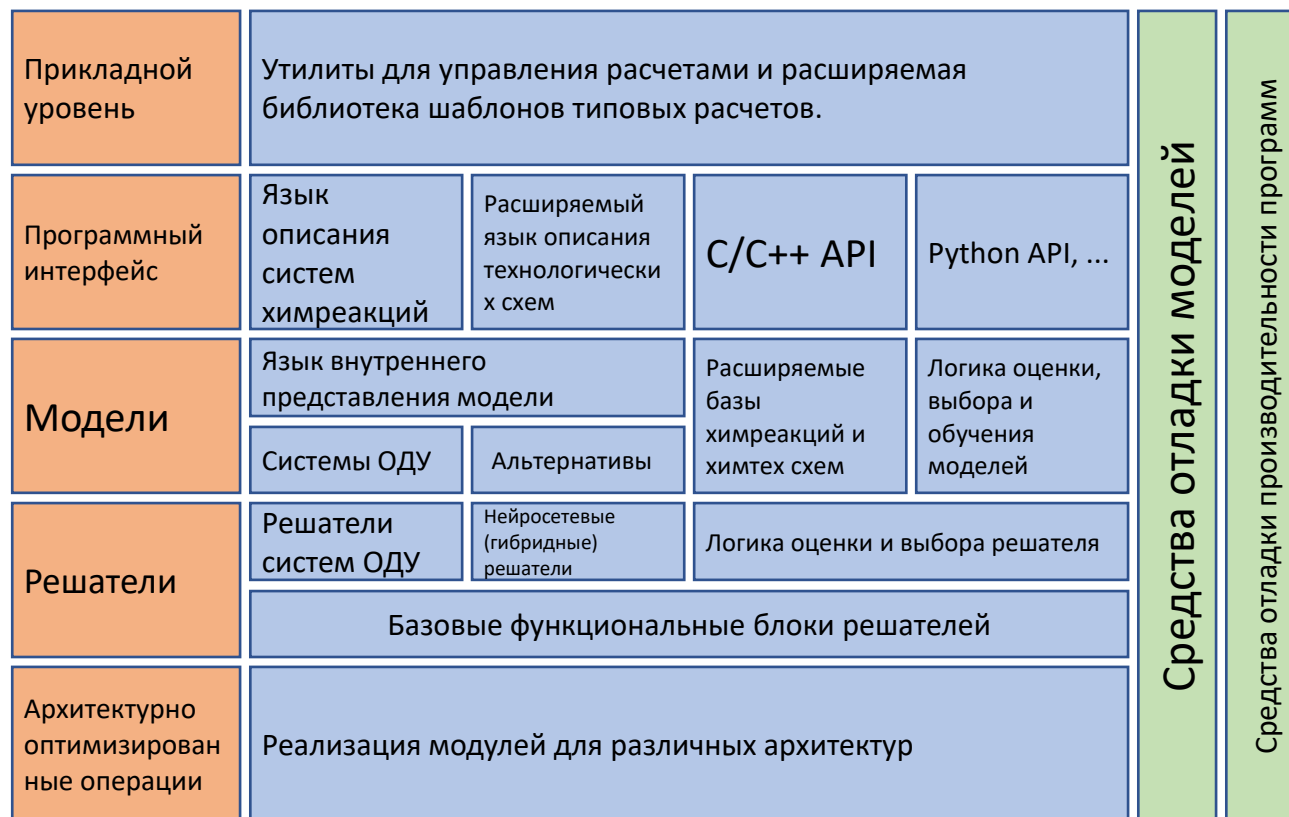 Прикладной
уровень
Утилиты для управления расчетами и расширяемая
библиотека шаблонов типовых расчетов.
Программный
интерфейс
Язык
описания
систем
химреакций
Расширяемый
язык описания
технологически
х схем
C/C++ API
Python API, ...
Модели
Язык внутреннего
представления модели
Системы ОДУ
Альтернативы
Расширяемые
базы
химреакций и
химтех схем
Логика оценки,
выбора и
обучения
моделей
Решатели
Решатели
систем ОДУ
Нейросетевые
(гибридные)
решатели
Логика оценки и выбора решателя
Базовые функциональные блоки решателей
Архитектурно
оптимизирован
ные операции
Реализация модулей для различных архитектур
Средства отладки моделей
Средства отладки производительности программ